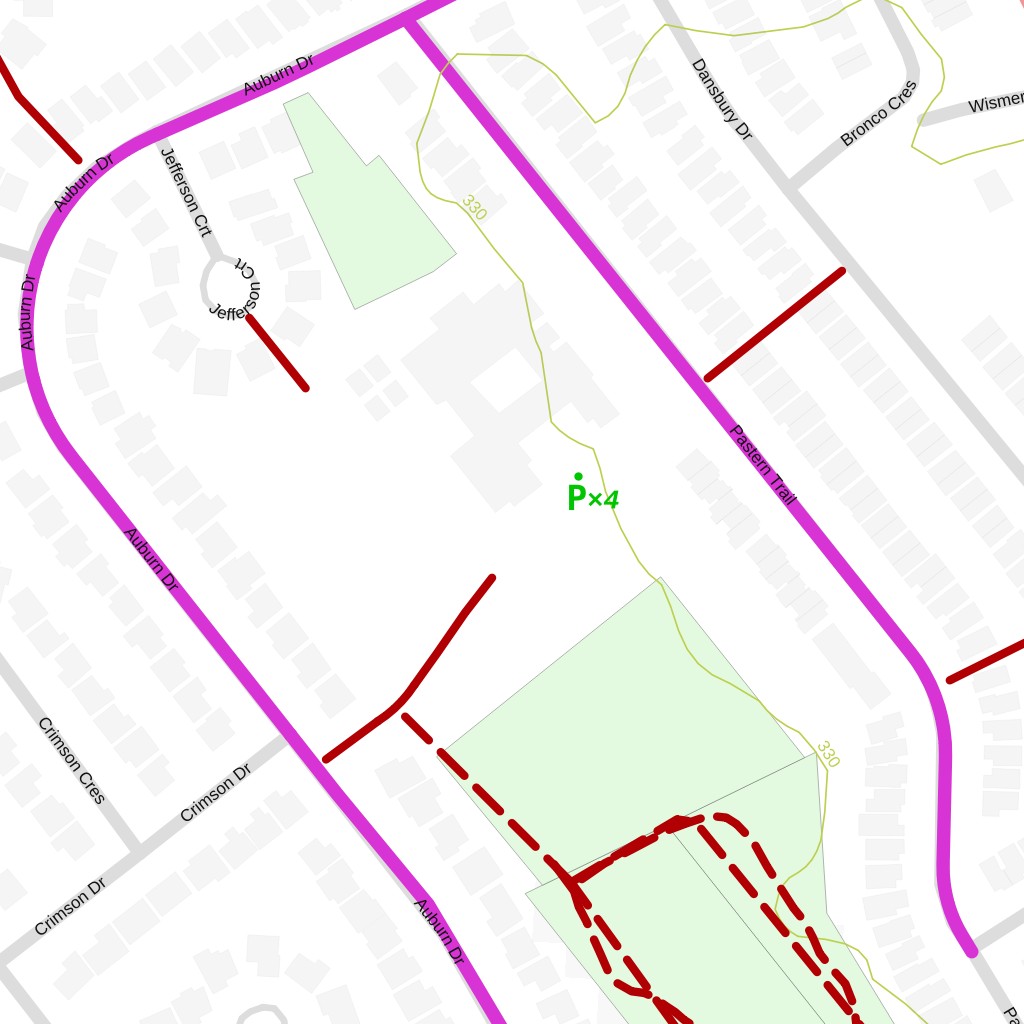 Auburn Dr
Dansbury Dr
Bronco Cres
Wismer
Auburn Dr
Jefferson Crt
330
Jefferson Crt
Auburn Dr
Pastern Trail
P×4
Auburn Dr
Crimson Cres
Crimson Dr
330
Crimson Dr
Auburn Dr
Pa